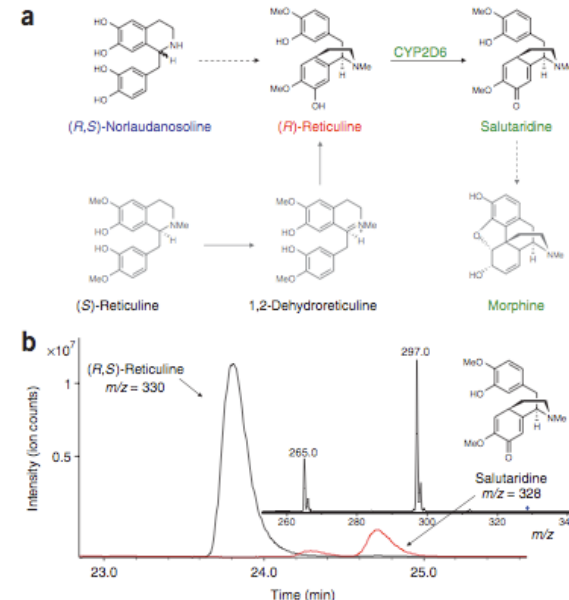 a
MeO
HO
NMe
H
MeO
OH
(R)-Reticuline
HO
HO
NH
H
HO
HO
(R,S)-Norlaudanosoline
CYP2D6
MeO
HO
NMe
H
MeO
O
Salutaridine
MeO
HO
NMe
H
HO
MeO
(S)-Reticuline
MeO
HO
NMe
+
H
HO
MeO
1,2-Dehydroreticuline
HO
O
H
NMe
H
HO
Morphine
b
×10⁷
(R,S)-Reticuline
m/z = 330
297.0
MeO
HO
NMe
H
MeO
O
1
0.5
265.0
Salutaridine
m/z = 328
260 280 300 320 34
m/z
Intensity (ion counts)
23.0 24.0 25.0
Time (min)